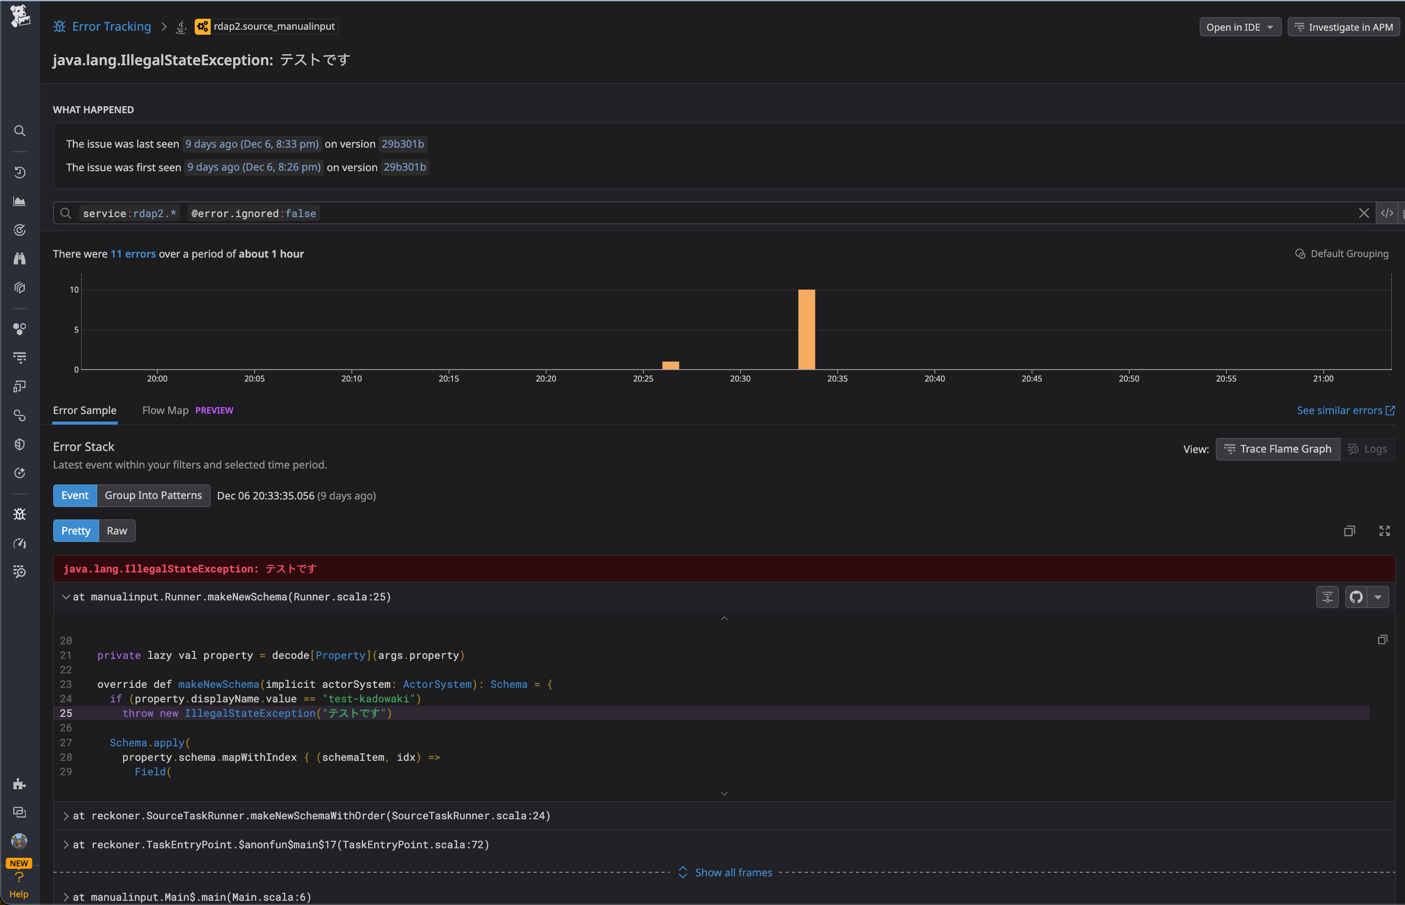 Error Tracking > rdap2.source_manualinput
Open in IDE
Investigate in APM
java.lang.IllegalStateException: テストです
WHAT HAPPENED
The issue was last seen 9 days ago (Dec 6, 8:33 pm) on version 29b301b
The issue was first seen 9 days ago (Dec 6, 8:26 pm) on version 29b301b
service:rdap2.* @error.ignored:false
There were 11 errors over a period of about 1 hour
Default Grouping
10
5
0
20:00 20:05 20:10 20:15 20:20 20:25 20:30 20:35 20:40 20:45 20:50 20:55 21:00
Error Sample Flow Map PREVIEW
See similar errors
Error Stack
Latest event within your filters and selected time period.
View: Trace Flame Graph Logs
Event Group Into Patterns Dec 06 20:33:35.056 (9 days ago)
Pretty Raw
java.lang.IllegalStateException: テストです
at manualinput.Runner.makeNewSchema(Runner.scala:25)
20
21 private lazy val property = decode[Property](args.property)
22
23 override def makeNewSchema(implicit actorSystem: ActorSystem): Schema = {
24 if (property.displayName.value == "test-kadowaki")
25 throw new IllegalStateException("テストです")
26
27 Schema.apply(
28 property.schema.mapWithIndex { (schemaItem, idx) =>
29 Field(
at reckoner.SourceTaskRunner.makeNewSchemaWithOrder(SourceTaskRunner.scala:24)
at reckoner.TaskEntryPoint.$anonfun$main$17(TaskEntryPoint.scala:72)
Show all frames
at manualinput.Main$.main(Main.scala:6)
NEW
Help